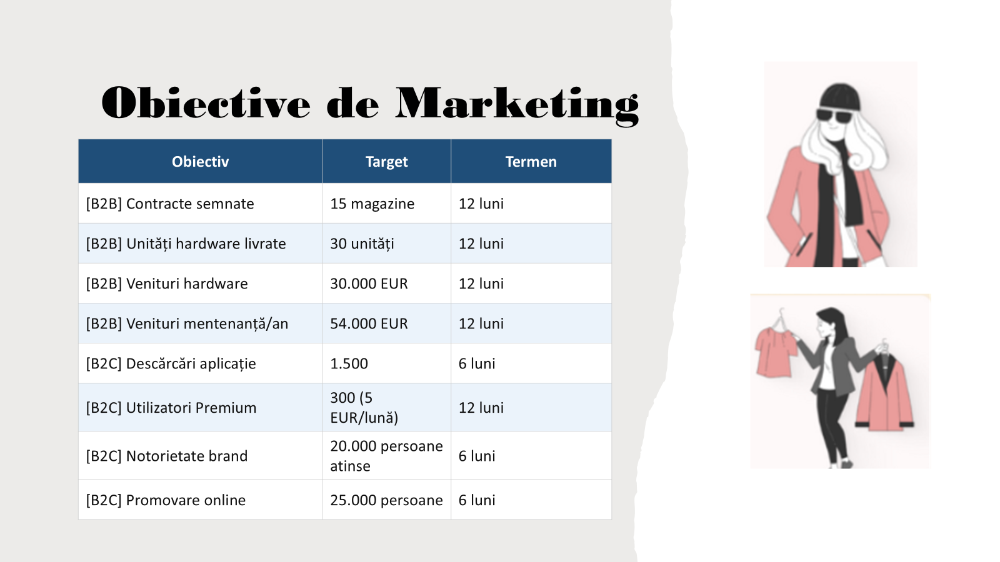 Obiective de Marketing
Obiectiv Target Termen
[B2B] Contracte semnate 15 magazine 12 luni
[B2B] Unități hardware livrate 30 unități 12 luni
[B2B] Venituri hardware 30.000 EUR 12 luni
[B2B] Venituri mentenanță/an 54.000 EUR 12 luni
[B2C] Descărcări aplicație 1.500 6 luni
[B2C] Utilizatori Premium 300 (5 EUR/lună) 12 luni
[B2C] Notorietate brand 20.000 persoane atinse 6 luni
[B2C] Promovare online 25.000 persoane 6 luni